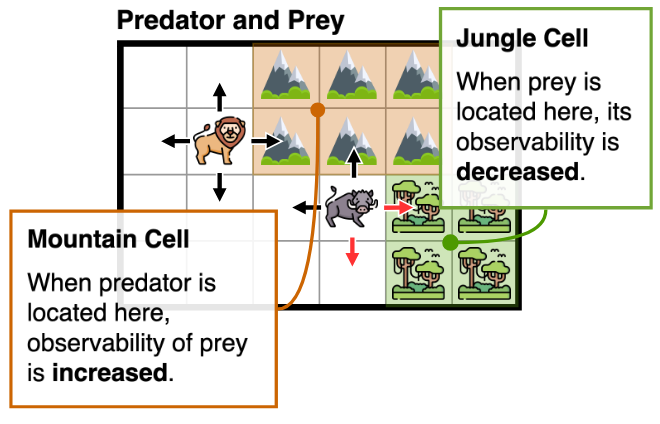 Predator and Prey
Jungle Cell
When prey is
located here, its
observability is
decreased.
Mountain Cell
When predator is
located here,
observability of prey
is increased.